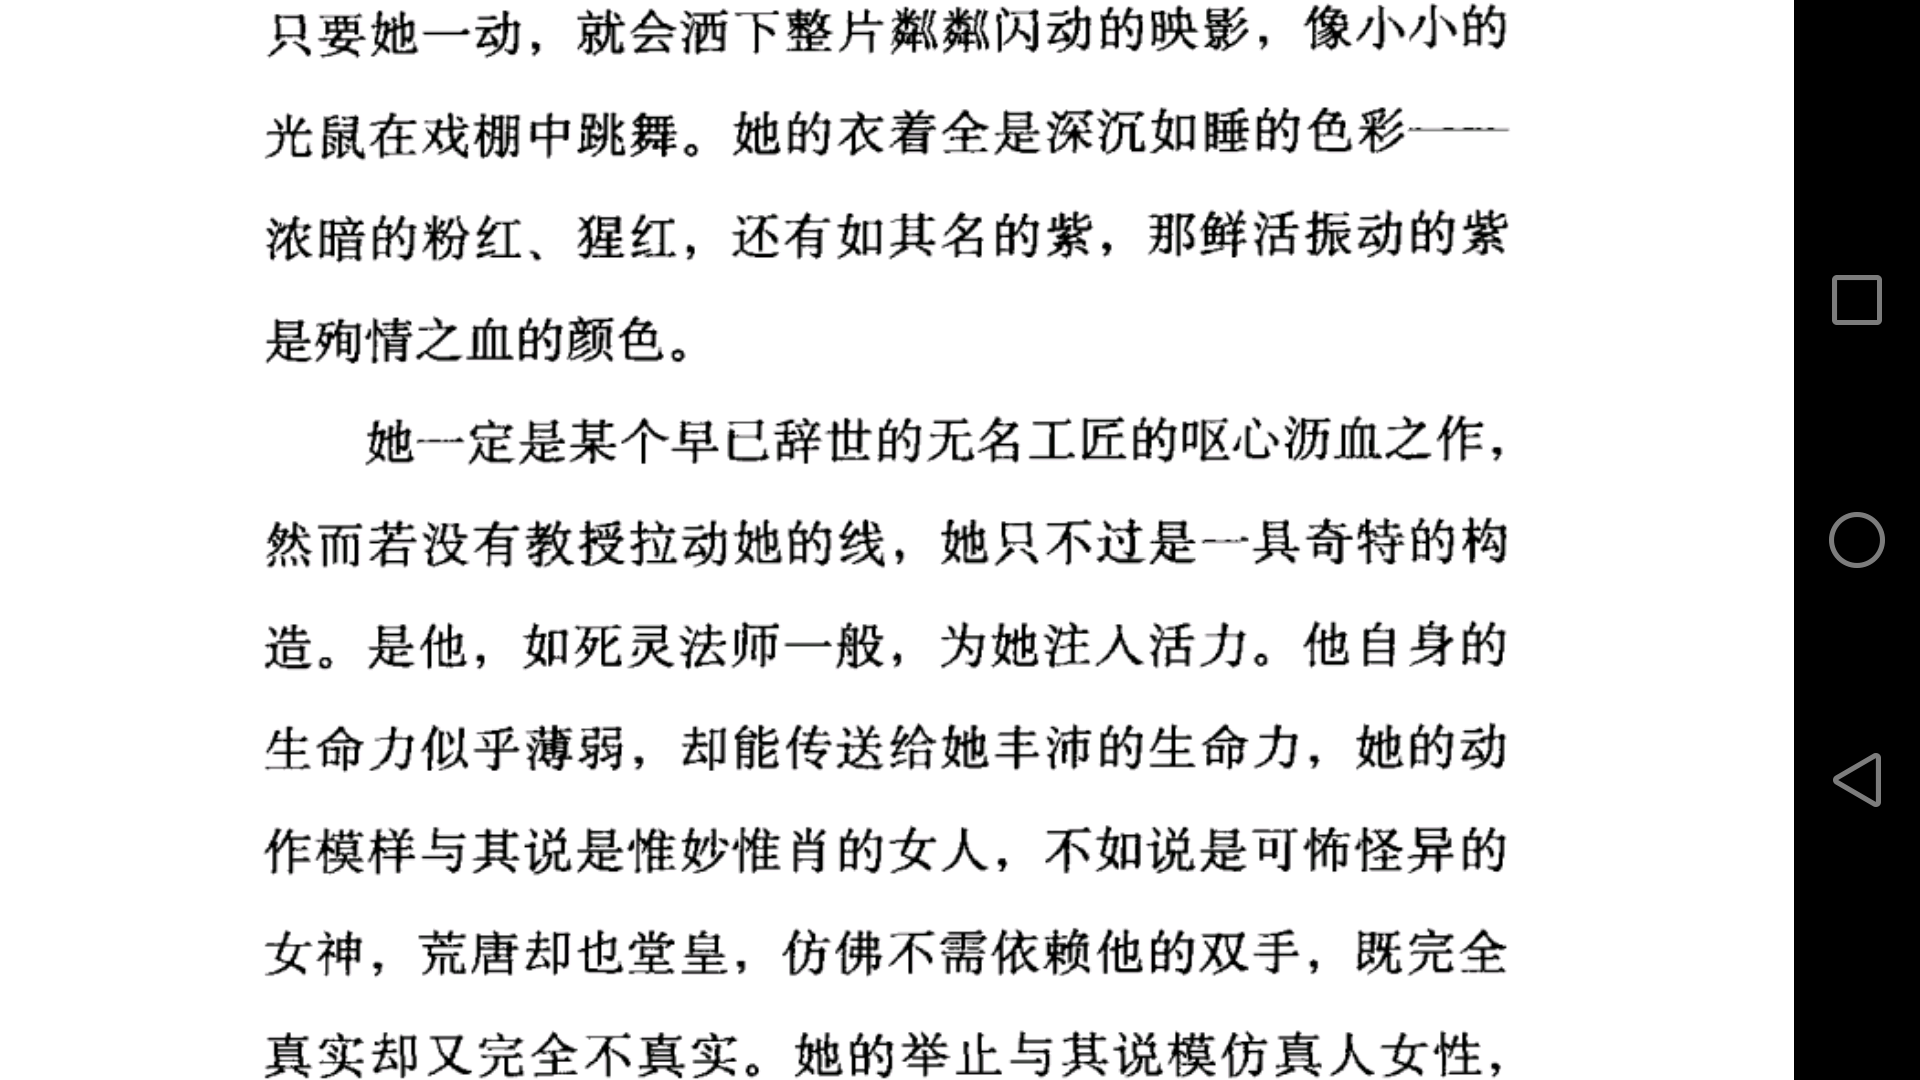 只要她一动，就会洒下整片粼粼闪动的映影，像小小的
光鼠在戏棚中跳舞。她的衣着全是深沉如睡的色彩——
浓暗的粉红、猩红，还有如其名的紫，那鲜活振动的紫
是殉情之血的颜色。
她一定是某个早已辞世的无名工匠的呕心沥血之作，
然而若没有教授拉动她的线，她只不过是一具奇特的构
造。是他，如死灵法师一般，为她注入活力。他自身的
生命力似乎薄弱，却能传送给她丰沛的生命力，她的动
作模样与其说是惟妙惟肖的女人，不如说是可怖怪异的
女神，荒唐却也堂皇，仿佛不需依赖他的双手，既完全
真实却又完全不真实。她的举止与其说模仿真人女性，